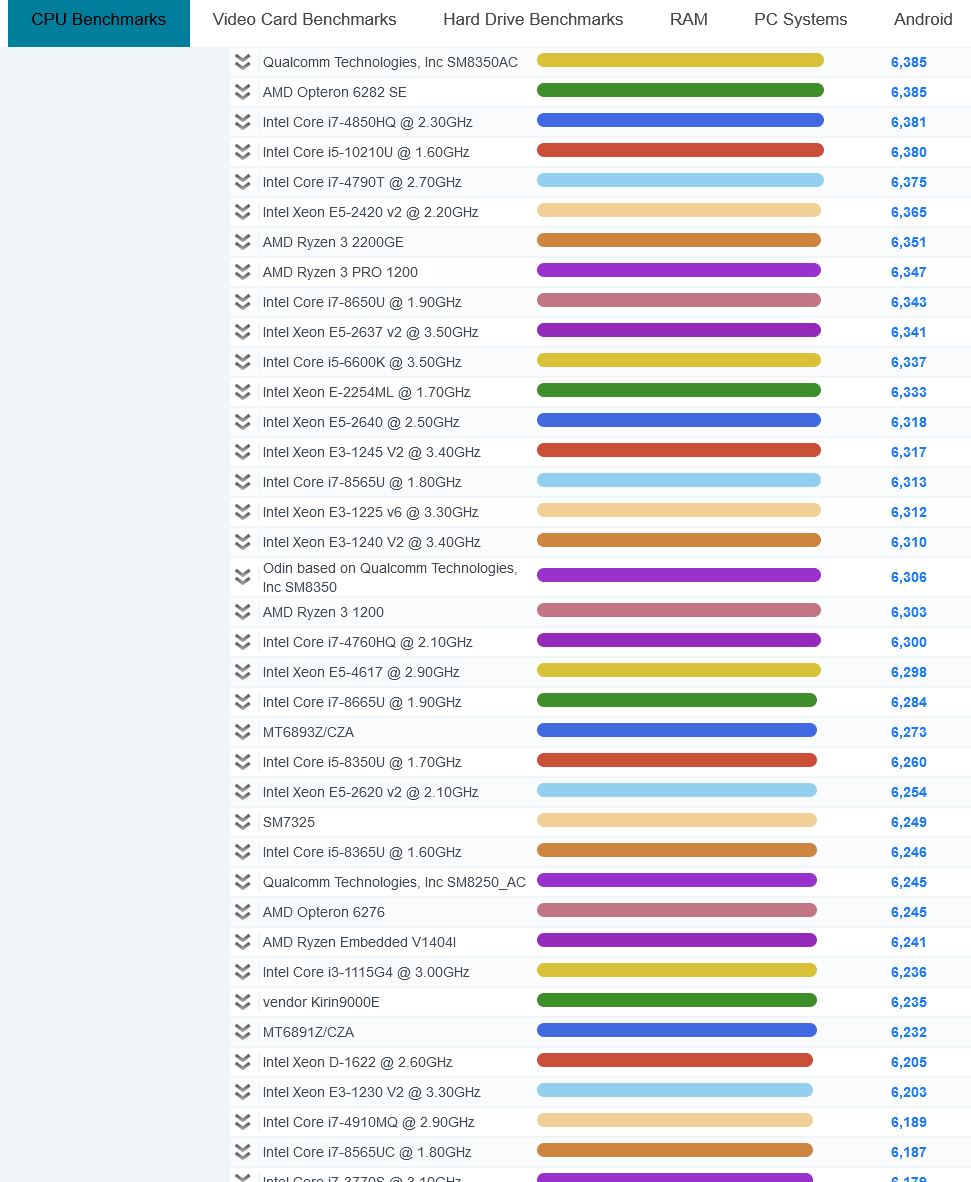 CPU Benchmarks Video Card Benchmarks Hard Drive Benchmarks RAM PC Systems Android
Qualcomm Technologies, Inc SM8350AC 6,385
AMD Opteron 6282 SE 6,385
Intel Core i7-4850HQ @ 2.30GHz 6,381
Intel Core i5-10210U @ 1.60GHz 6,380
Intel Core i7-4790T @ 2.70GHz 6,375
Intel Xeon E5-2420 v2 @ 2.20GHz 6,365
AMD Ryzen 3 2200GE 6,351
AMD Ryzen 3 PRO 1200 6,347
Intel Core i7-8650U @ 1.90GHz 6,343
Intel Xeon E5-2637 v2 @ 3.50GHz 6,341
Intel Core i5-6600K @ 3.50GHz 6,337
Intel Xeon E-2254ML @ 1.70GHz 6,333
Intel Xeon E5-2640 @ 2.50GHz 6,318
Intel Xeon E3-1245 V2 @ 3.40GHz 6,317
Intel Core i7-8565U @ 1.80GHz 6,313
Intel Xeon E3-1225 v6 @ 3.30GHz 6,312
Intel Xeon E3-1240 V2 @ 3.40GHz 6,310
Odin based on Qualcomm Technologies,
Inc SM8350 6,306
AMD Ryzen 3 1200 6,303
Intel Core i7-4760HQ @ 2.10GHz 6,300
Intel Xeon E5-4617 @ 2.90GHz 6,298
Intel Core i7-8665U @ 1.90GHz 6,284
MT6893Z/CZA 6,273
Intel Core i5-8350U @ 1.70GHz 6,260
Intel Xeon E5-2620 v2 @ 2.10GHz 6,254
SM7325 6,249
Intel Core i5-8365U @ 1.60GHz 6,246
Qualcomm Technologies, Inc SM8250_AC 6,245
AMD Opteron 6276 6,245
AMD Ryzen Embedded V1404I 6,241
Intel Core i3-1115G4 @ 3.00GHz 6,236
vendor Kirin9000E 6,235
MT6891Z/CZA 6,232
Intel Xeon D-1622 @ 2.60GHz 6,205
Intel Xeon E3-1230 V2 @ 3.30GHz 6,203
Intel Core i7-4910MQ @ 2.90GHz 6,189
Intel Core i7-8565UC @ 1.80GHz 6,187
Intel Core i7-3770S @ 3.10GHz 6,179